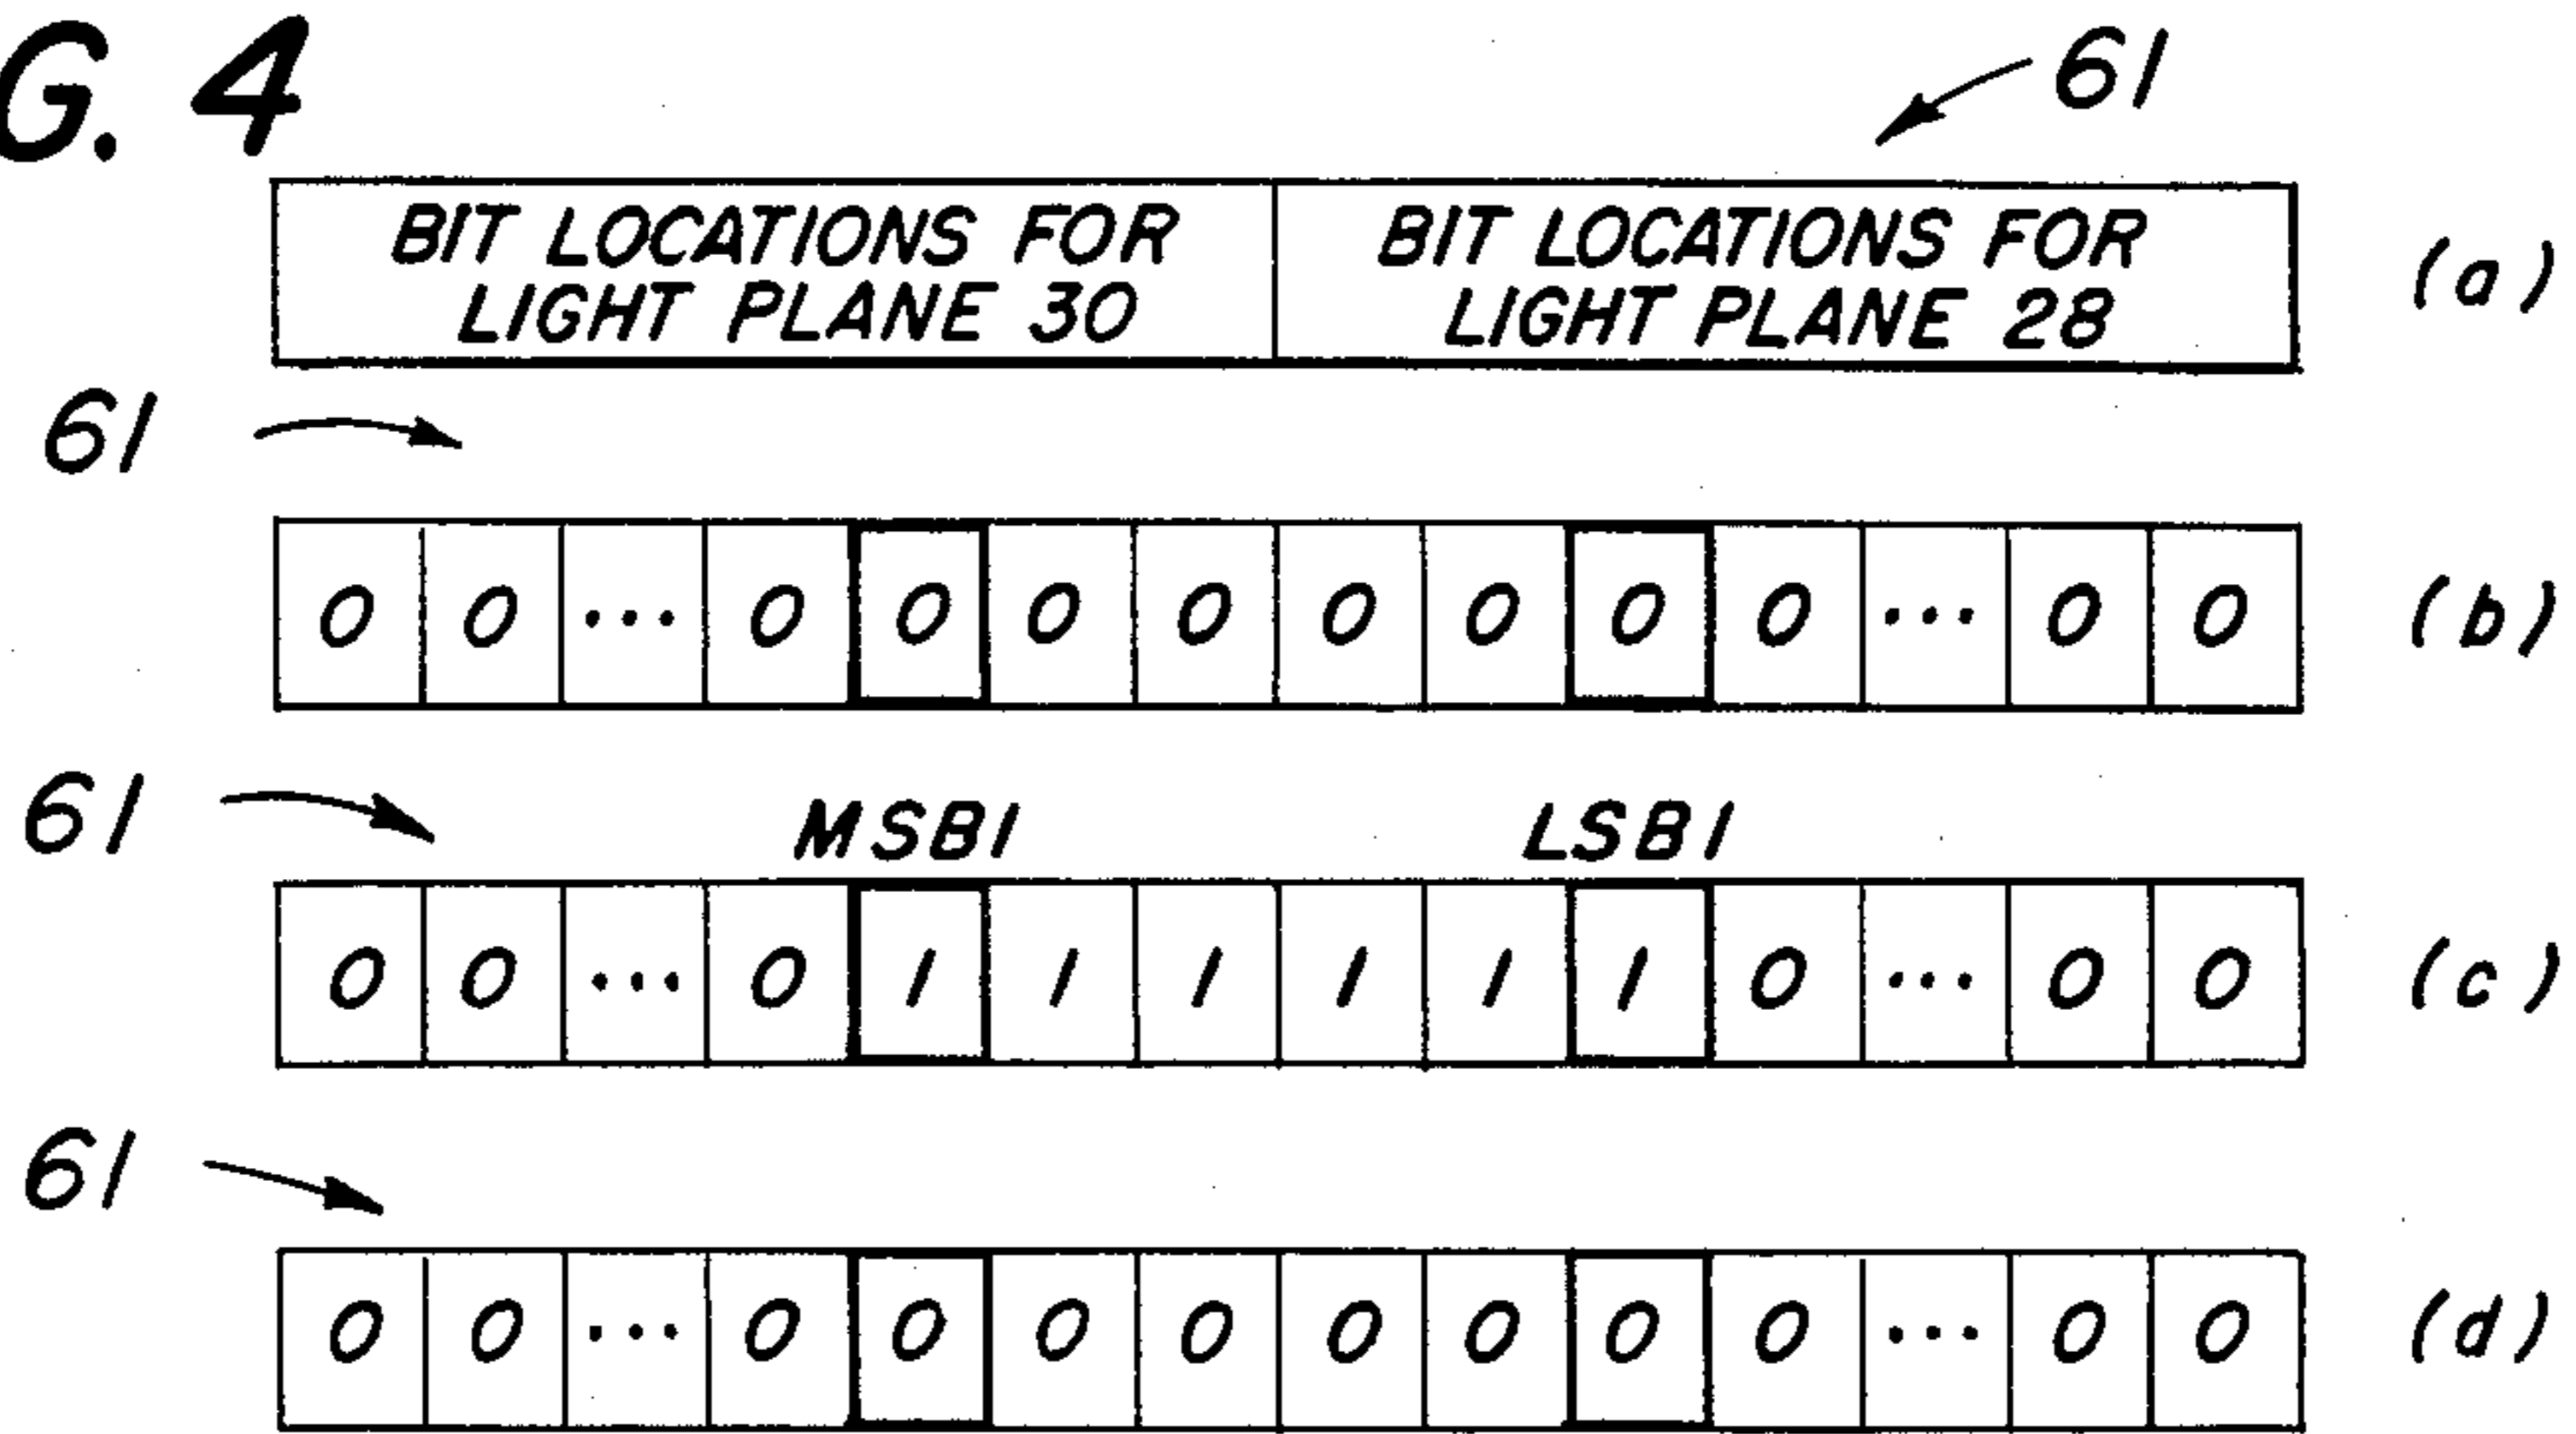 G. 4
61
BIT LOCATIONS FOR LIGHT PLANE 30 BIT LOCATIONS FOR LIGHT PLANE 28 (a)
61
0 0 ... 0 0 0 0 0 0 0 0 ... 0 0 (b)
61 MSB1 LSB1
0 0 ... 0 1 1 1 1 1 1 0 ... 0 0 (c)
61
0 0 ... 0 0 0 0 0 0 0 0 ... 0 0 (d)